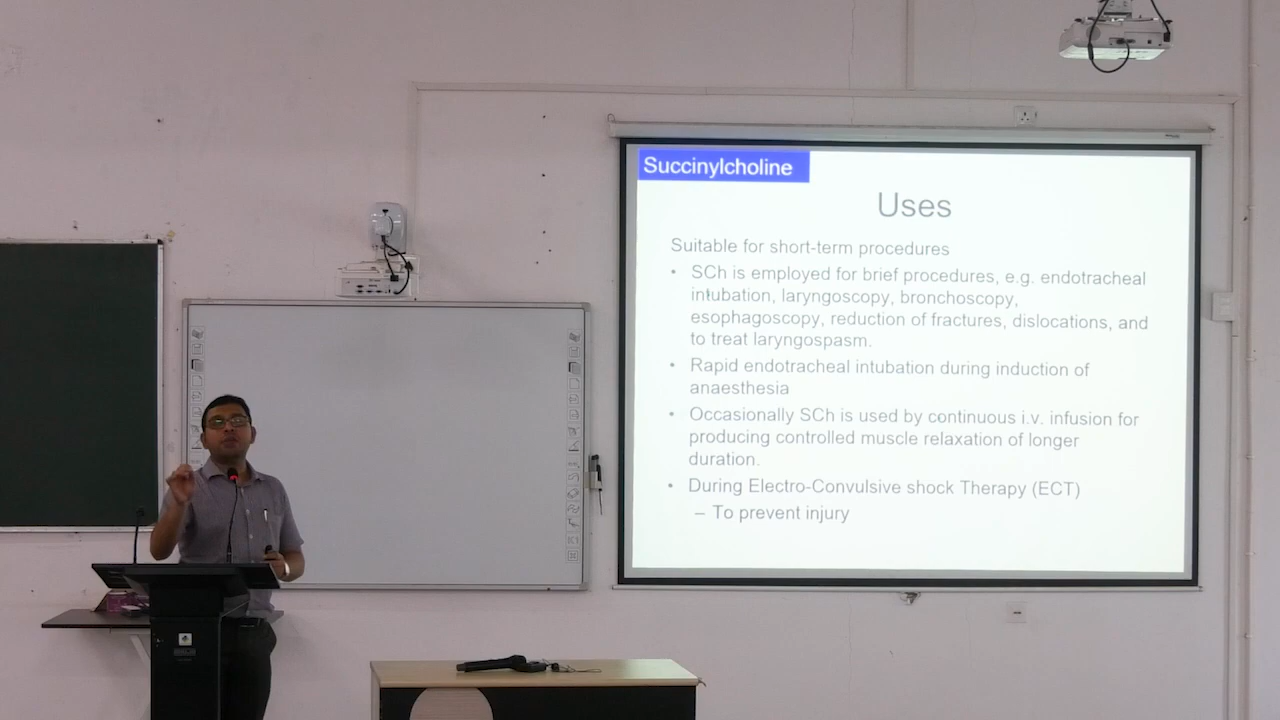 Succinylcholine
Uses
Suitable for short-term procedures
• SCh is employed for brief procedures, e.g. endotracheal
intubation, laryngoscopy, bronchoscopy,
esophagoscopy, reduction of fractures, dislocations, and
to treat laryngospasm.
• Rapid endotracheal intubation during induction of
anaesthesia
• Occasionally SCh is used by continuous i.v. infusion for
producing controlled muscle relaxation of longer
duration.
• During Electro-Convulsive shock Therapy (ECT)
– To prevent injury